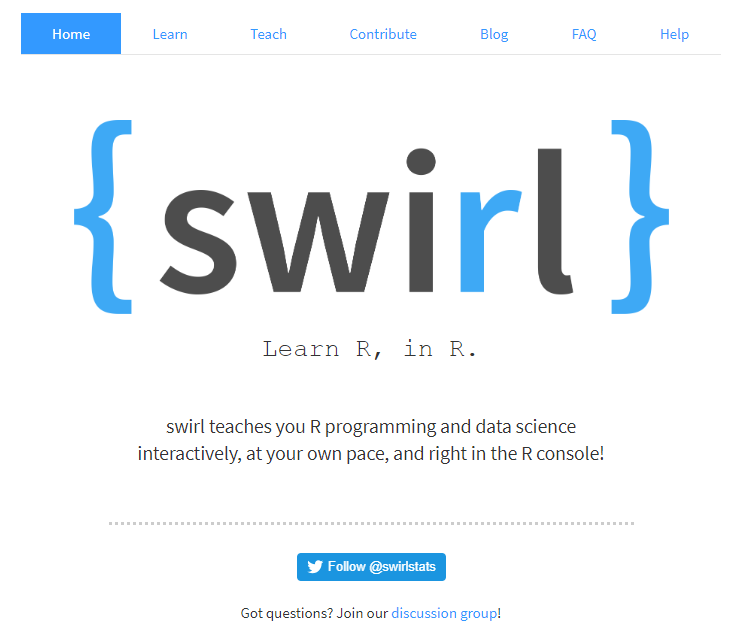 Home Learn Teach Contribute Blog FAQ Help
{swirl}
Learn R, in R.
swirl teaches you R programming and data science
interactively, at your own pace, and right in the R console!
Follow @swirlstats
Got questions? Join our discussion group!